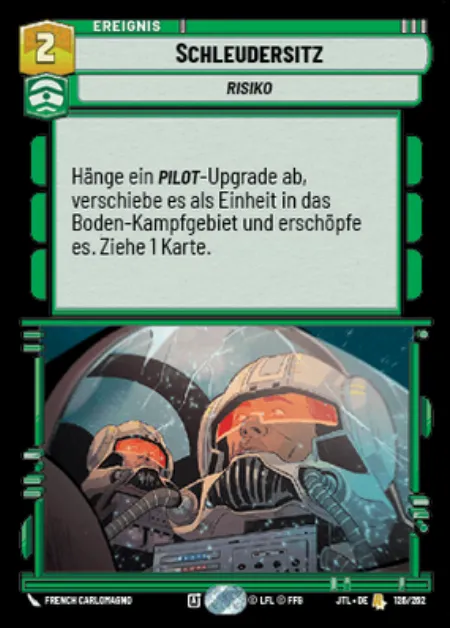 EREIGNIS
2
SCHLEUDERSITZ
RISIKO
Hänge ein PILOT-Upgrade ab,
verschiebe es als Einheit in das
Boden-Kampfgebiet und erschöpfe
es. Ziehe 1 Karte.
FRENCH CARLOMAGNO
A
© LFL © FFG
JTL • DE
126/262